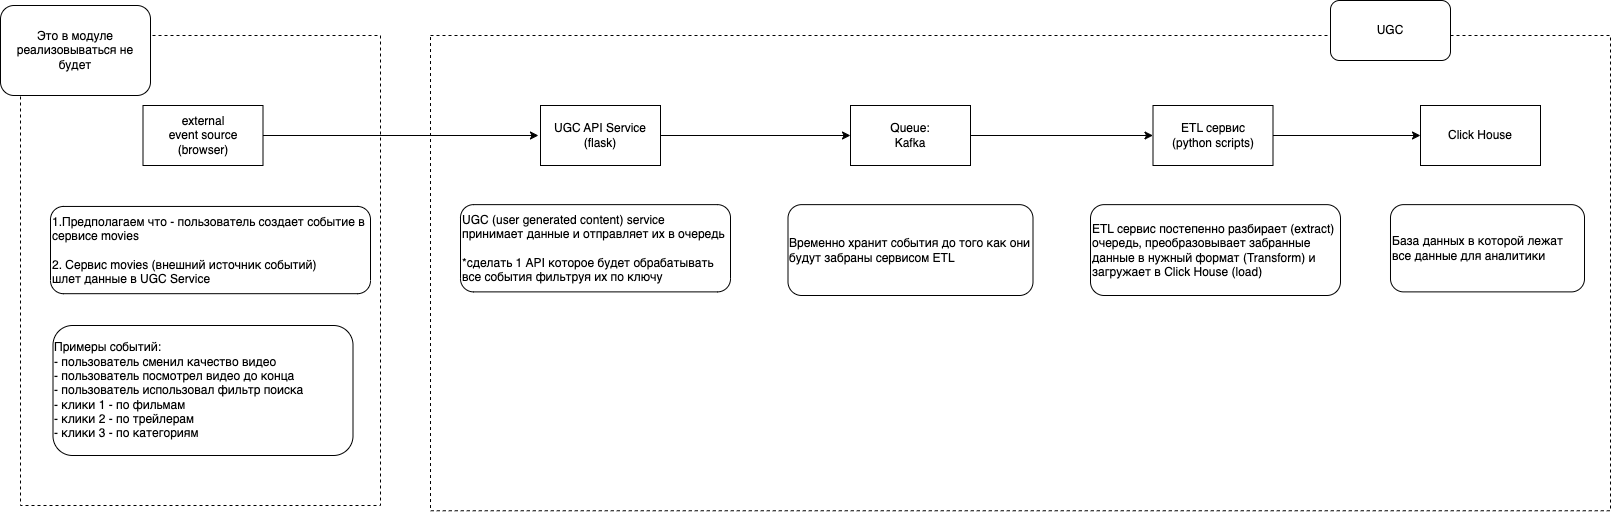 Это в модуле
реализовываться не
будет
UGC
external
event source
(browser)
UGC API Service
(flask)
Queue:
Kafka
ETL сервис
(python scripts)
Click House
1.Предполагаем что - пользователь создает событие в
сервисе movies
2. Сервис movies (внешний источник событий)
шлет данные в UGC Service
UGC (user generated content) service
принимает данные и отправляет их в очередь
*сделать 1 API которое будет обрабатывать
все события фильтруя их по ключу
Временно хранит события до того как они
будут забраны сервисом ETL
ETL сервис постепенно разбирает (extract)
очередь, преобразовывает забранные
данные в нужный формат (Transform) и
загружает в Click House (load)
База данных в которой лежат
все данные для аналитики
Примеры событий:
- пользователь сменил качество видео
- пользователь посмотрел видео до конца
- пользователь использовал фильтр поиска
- клики 1 - по фильмам
- клики 2 - по трейлерам
- клики 3 - по категориям